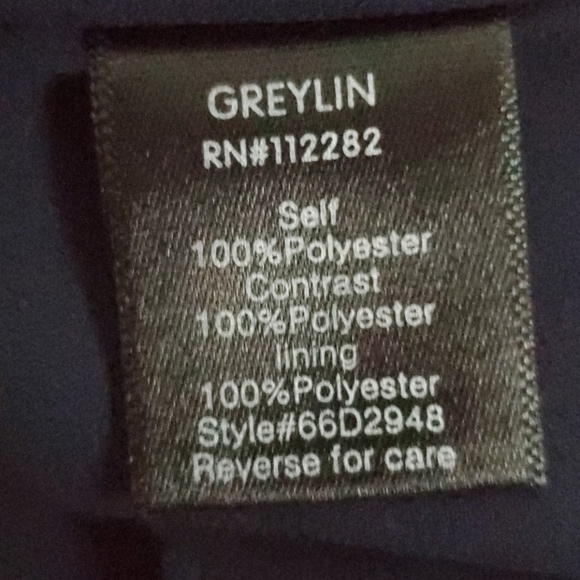 GREYLIN
RN#112282
Self
100%Polyester
Contrast
100%Polyester
lining
100%Polyester
Style#66D2948
Reverse for care